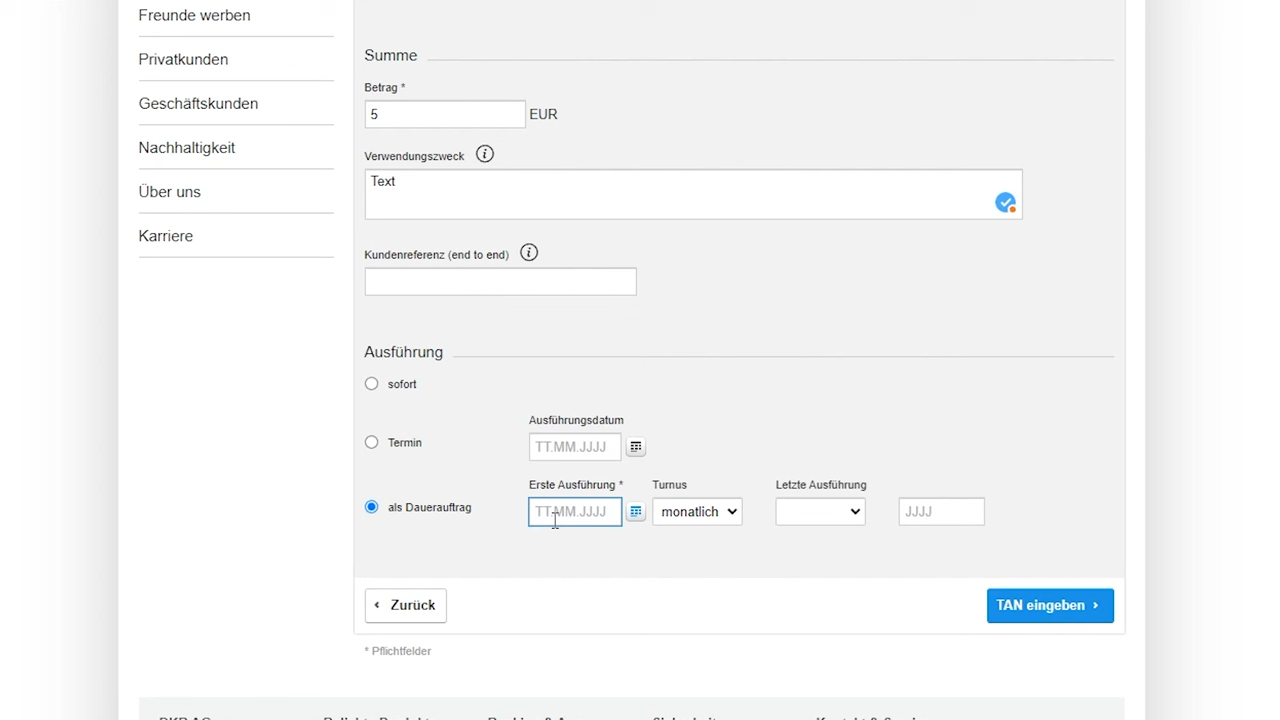 Freunde werben
Privatkunden
Geschäftskunden
Nachhaltigkeit
Über uns
Karriere
Summe
Betrag *
5 EUR
Verwendungszweck
Text
Kundenreferenz (end to end)
Ausführung
sofort
Ausführungsdatum
Termin TT.MM.JJJJ
Erste Ausführung * Turnus Letzte Ausführung
als Dauerauftrag TT.MM.JJJJ monatlich JJJJ
‹ Zurück TAN eingeben ›
* Pflichtfelder